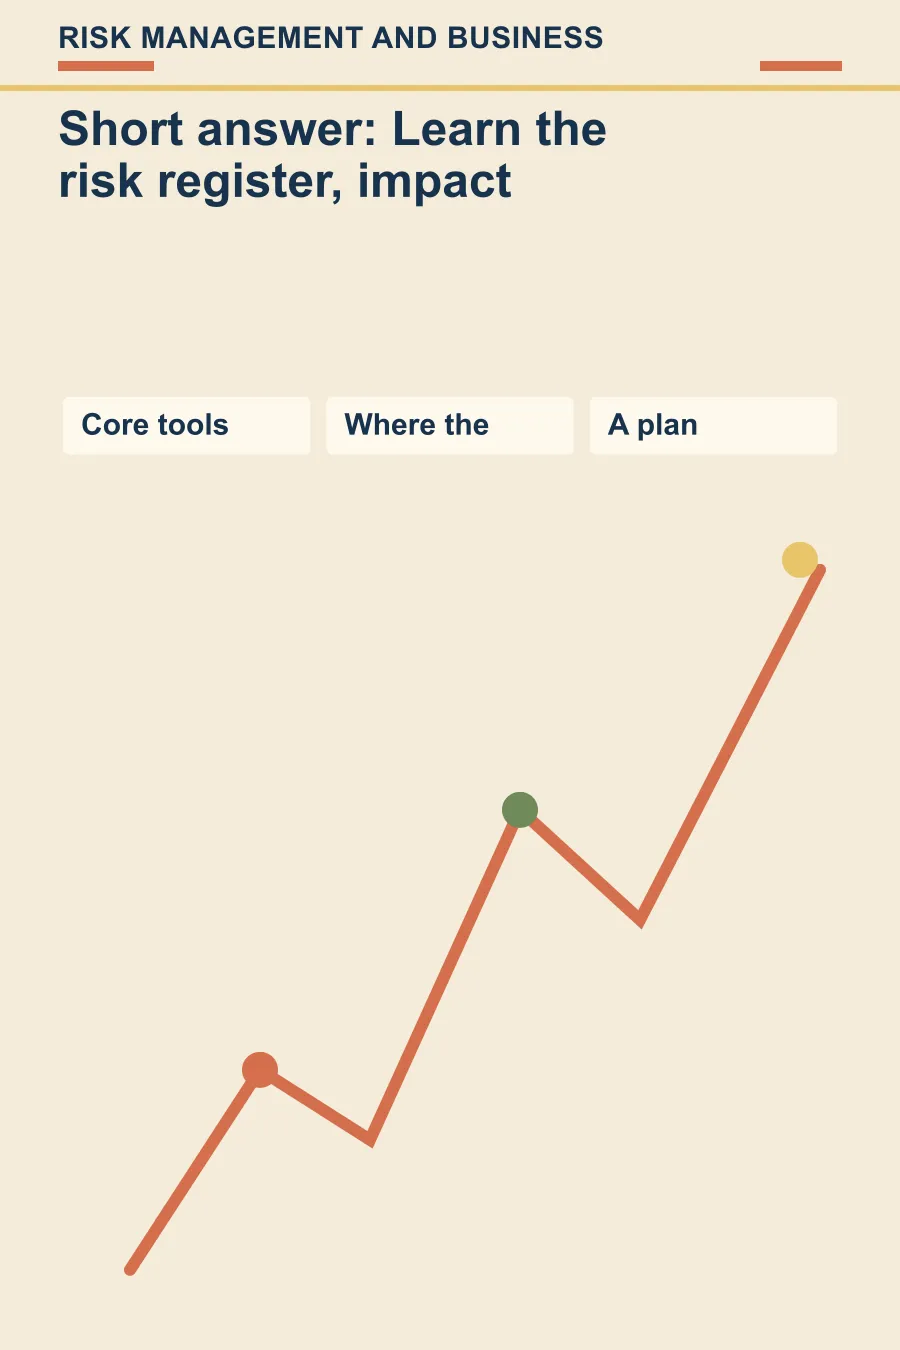 RISK MANAGEMENT AND BUSINESS
Short answer: Learn the
risk register, impact
Core tools
Where the
A plan